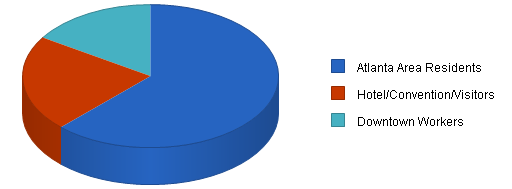 Atlanta Area Residents
Hotel/Convention/Visitors
Downtown Workers